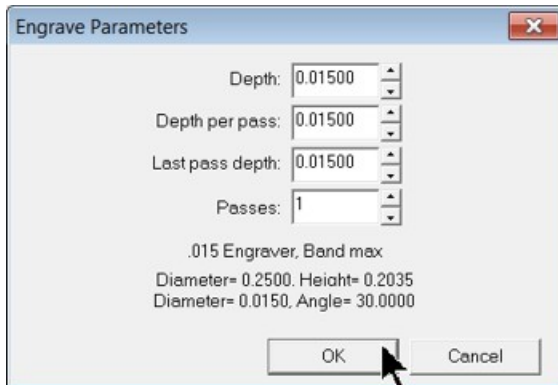 Engrave Parameters
Depth: 0.01500
Depth per pass: 0.01500
Last pass depth: 0.01500
Passes: 1
.015 Engraver, Band max
Diameter= 0.2500. Height= 0.2035
Diameter= 0.0150, Angle= 30.0000
OK Cancel